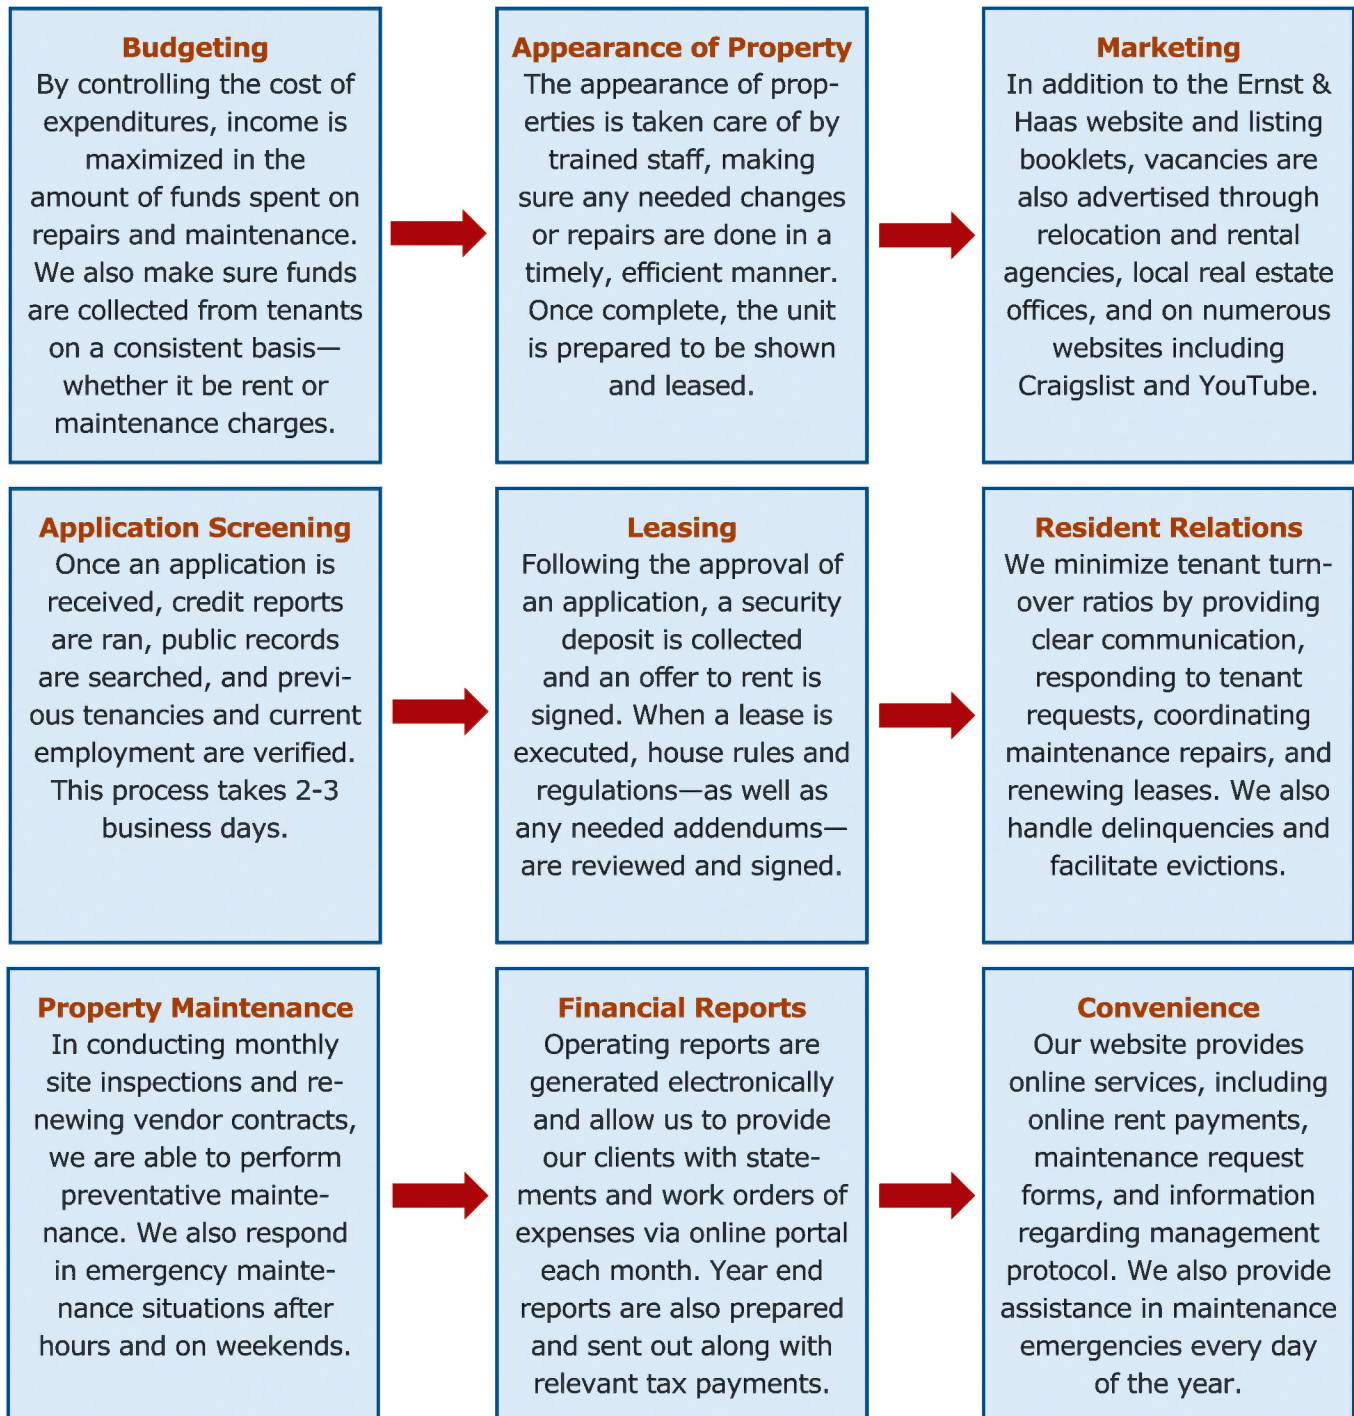 Budgeting
By controlling the cost of
expenditures, income is
maximized in the
amount of funds spent on
repairs and maintenance.
We also make sure funds
are collected from tenants
on a consistent basis—
whether it be rent or
maintenance charges.
Appearance of Property
The appearance of prop-
erties is taken care of by
trained staff, making
sure any needed changes
or repairs are done in a
timely, efficient manner.
Once complete, the unit
is prepared to be shown
and leased.
Marketing
In addition to the Ernst &
Haas website and listing
booklets, vacancies are
also advertised through
relocation and rental
agencies, local real estate
offices, and on numerous
websites including
Craigslist and YouTube.
Application Screening
Once an application is
received, credit reports
are ran, public records
are searched, and previ-
ous tenancies and current
employment are verified.
This process takes 2-3
business days.
Leasing
Following the approval of
an application, a security
deposit is collected
and an offer to rent is
signed. When a lease is
executed, house rules and
regulations—as well as
any needed addendums—
are reviewed and signed.
Resident Relations
We minimize tenant turn-
over ratios by providing
clear communication,
responding to tenant
requests, coordinating
maintenance repairs, and
renewing leases. We also
handle delinquencies and
facilitate evictions.
Property Maintenance
In conducting monthly
site inspections and re-
newing vendor contracts,
we are able to perform
preventative mainte-
nance. We also respond
in emergency mainte-
nance situations after
hours and on weekends.
Financial Reports
Operating reports are
generated electronically
and allow us to provide
our clients with state-
ments and work orders of
expenses via online portal
each month. Year end
reports are also prepared
and sent out along with
relevant tax payments.
Convenience
Our website provides
online services, including
online rent payments,
maintenance request
forms, and information
regarding management
protocol. We also provide
assistance in maintenance
emergencies every day
of the year.